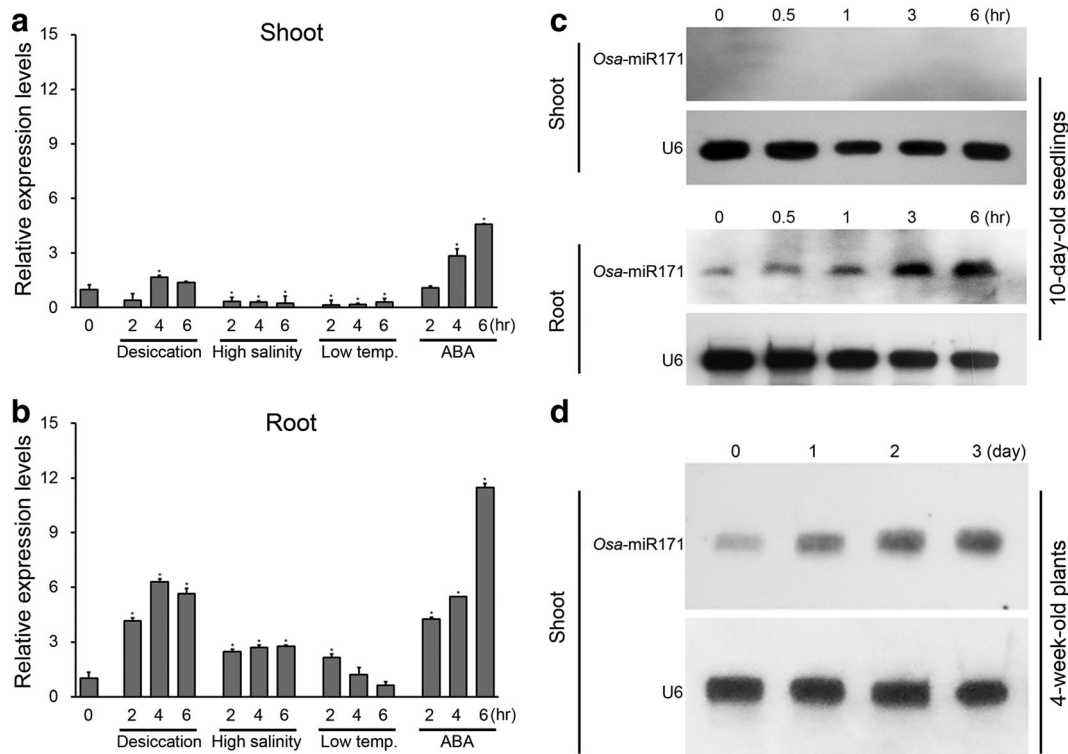 a
Shoot
Relative expression levels
15
12
9
6
3
0
0 2 4 6 2 4 6 2 4 6 2 4 6 (hr)
Desiccation High salinity Low temp. ABA
b
Root
Relative expression levels
15
12
9
6
3
0
0 2 4 6 2 4 6 2 4 6 2 4 6 (hr)
Desiccation High salinity Low temp. ABA
c
0 0.5 1 3 6 (hr)
Shoot
Osa-miR171
U6
0 0.5 1 3 6 (hr)
Root
Osa-miR171
U6
10-day-old seedlings
d
0 1 2 3 (day)
Shoot
Osa-miR171
U6
4-week-old plants